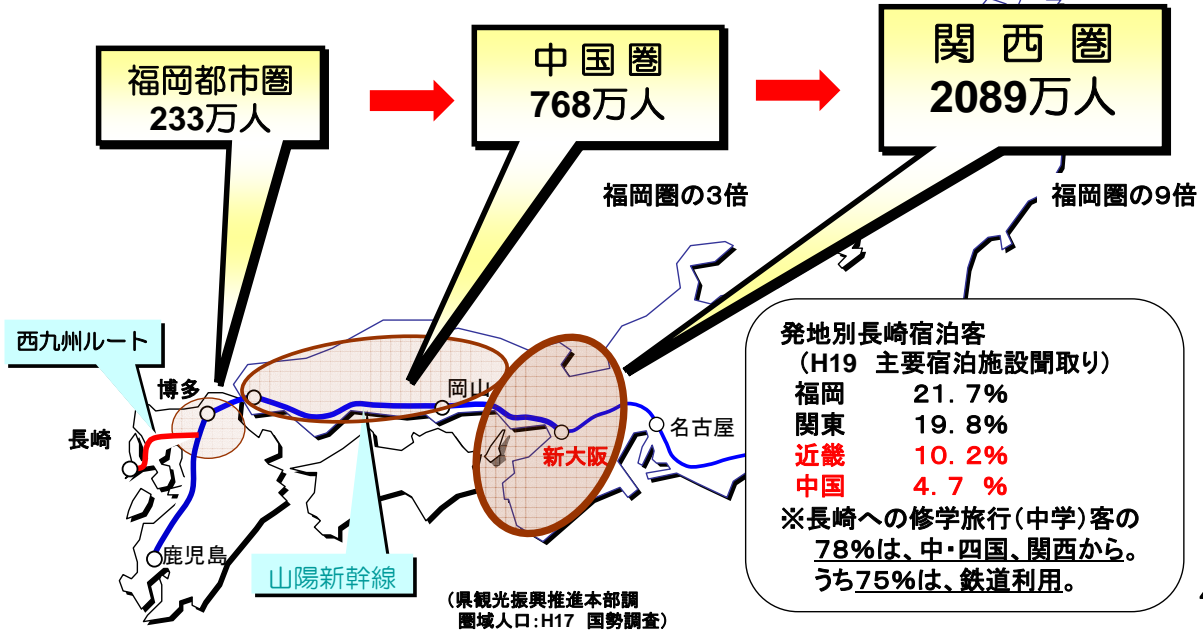 福岡都市圏
233万人
中国圏
768万人
関西圏
2089万人
福岡圏の3倍
福岡圏の9倍
西九州ルート
博多
長崎
鹿児島
岡山
新大阪
名古屋
山陽新幹線
発地別長崎宿泊客
(H19 主要宿泊施設聞取り)
福岡 21.7%
関東 19.8%
近畿 10.2%
中国 4.7 %
※長崎への修学旅行(中学)客の
78%は、中・四国、関西から。
うち75%は、鉄道利用。
(県観光振興推進本部調
圏域人口:H17 国勢調査)